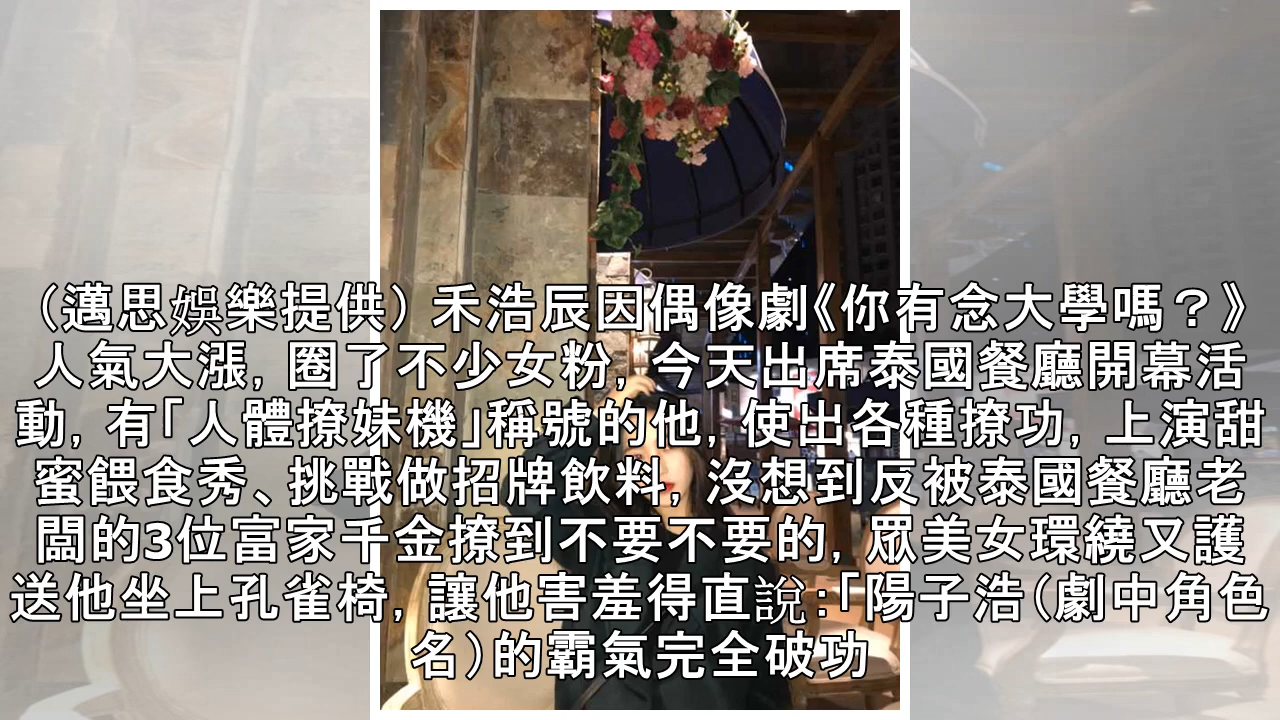 （邁思娛樂提供）禾浩辰因偶像劇《你有念大學嗎？》
人氣大漲，圈了不少女粉，今天出席泰國餐廳開幕活
動，有「人體撩妹機」稱號的他，使出各種撩功，上演甜
蜜餵食秀、挑戰做招牌飲料，沒想到反被泰國餐廳老
闆的3位富家千金撩到不要不要的，眾美女環繞又護
送他坐上孔雀椅，讓他害羞得直說：「陽子浩（劇中角色
名）的霸氣完全破功